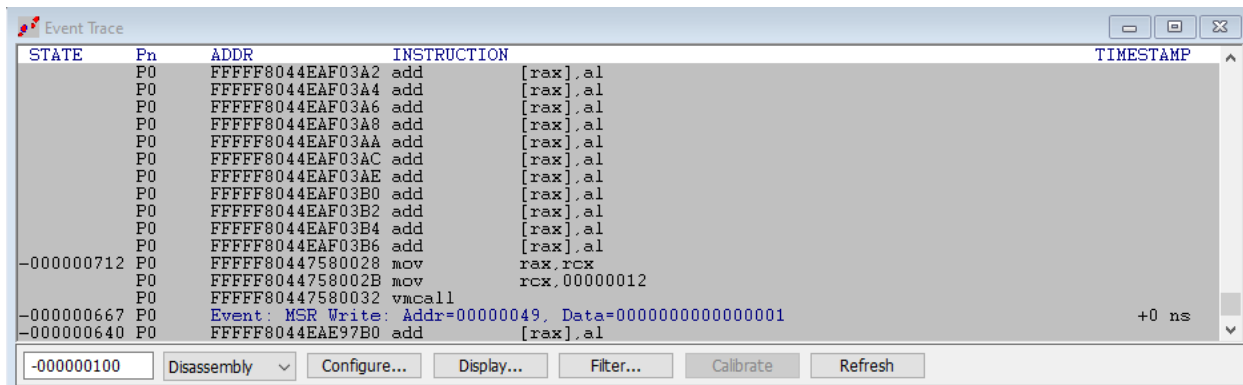 Event Trace
STATE Pn ADDR INSTRUCTION TIMESTAMP
P0 FFFFF8044EAF03A2 add [rax],al
P0 FFFFF8044EAF03A4 add [rax],al
P0 FFFFF8044EAF03A6 add [rax],al
P0 FFFFF8044EAF03A8 add [rax],al
P0 FFFFF8044EAF03AA add [rax],al
P0 FFFFF8044EAF03AC add [rax],al
P0 FFFFF8044EAF03AE add [rax],al
P0 FFFFF8044EAF03B0 add [rax],al
P0 FFFFF8044EAF03B2 add [rax],al
P0 FFFFF8044EAF03B4 add [rax],al
P0 FFFFF8044EAF03B6 add [rax],al
-000000712 P0 FFFFF80447580028 mov rax,rcx
P0 FFFFF8044758002B mov rcx,00000012
P0 FFFFF80447580032 vmcall
-000000667 P0 Event: MSR Write: Addr=00000049, Data=0000000000000001 +0 ns
-000000640 P0 FFFFF8044EAE97B0 add [rax],al
-000000100 Disassembly Configure... Display... Filter... Calibrate Refresh